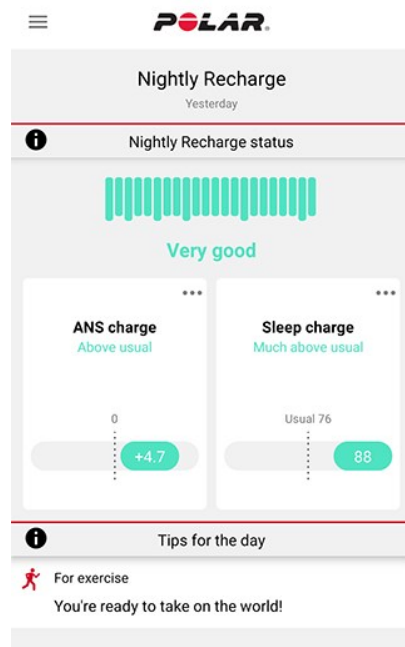 POLAR.
Nightly Recharge
Yesterday
Nightly Recharge status
Very good
ANS charge
Above usual
0
+4.7
Sleep charge
Much above usual
Usual 76
88
Tips for the day
For exercise
You're ready to take on the world!